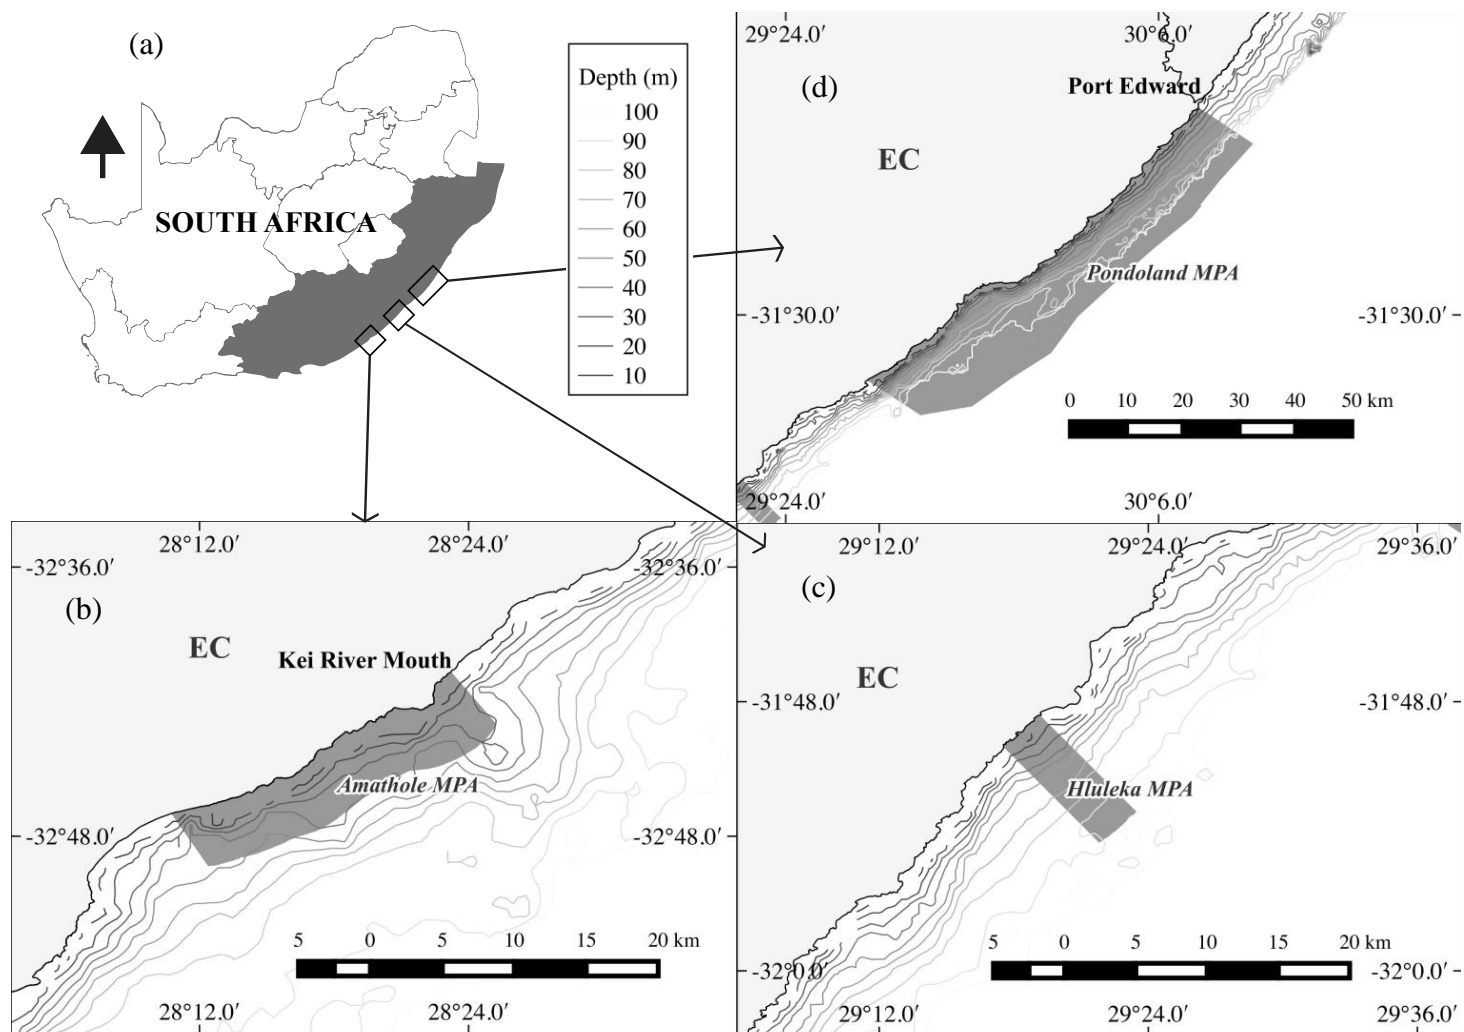 (a)
SOUTH AFRICA
Depth (m)
100
90
80
70
60
50
40
30
20
10
29°24.0′ 30°6.0′
(d)
Port Edward
EC
Pondoland MPA
-31°30.0′ -31°30.0′
0 10 20 30 40 50 km
29°24.0′ 30°6.0′
28°12.0′ 28°24.0′
-32°36.0′ -32°36.0′
(b)
EC
Kei River Mouth
Amathole MPA
-32°48.0′ -32°48.0′
5 0 5 10 15 20 km
28°12.0′ 28°24.0′
29°12.0′ 29°24.0′ 29°36.0′
(c)
EC
-31°48.0′ -31°48.0′
Hluleka MPA
5 0 5 10 15 20 km
-32°0.0′ -32°0.0′
29°12.0′ 29°24.0′ 29°36.0′